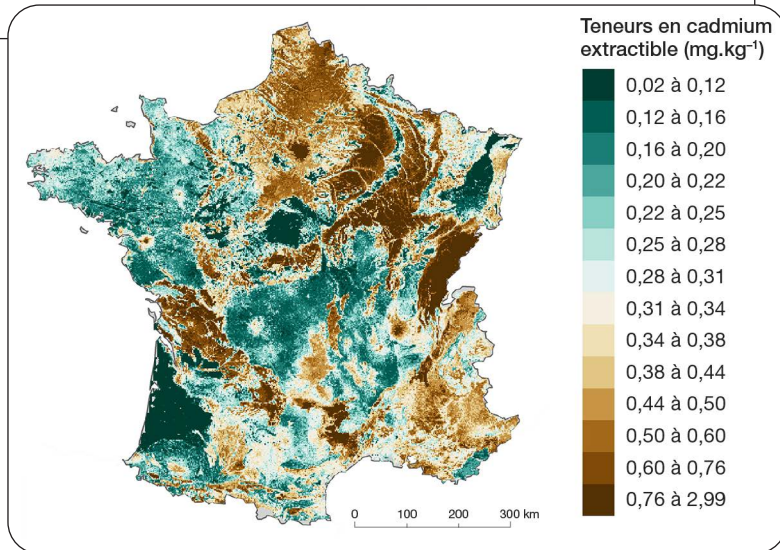 Teneurs en cadmium
extractible (mg.kg⁻¹)
0,02 à 0,12
0,12 à 0,16
0,16 à 0,20
0,20 à 0,22
0,22 à 0,25
0,25 à 0,28
0,28 à 0,31
0,31 à 0,34
0,34 à 0,38
0,38 à 0,44
0,44 à 0,50
0,50 à 0,60
0,60 à 0,76
0,76 à 2,99
0 100 200 300 km